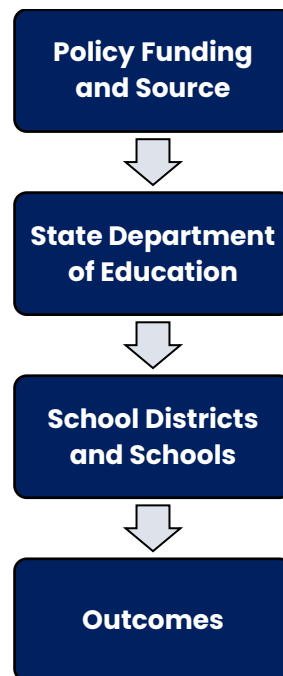 Policy Funding
and Source
State Department
of Education
School Districts
and Schools
Outcomes